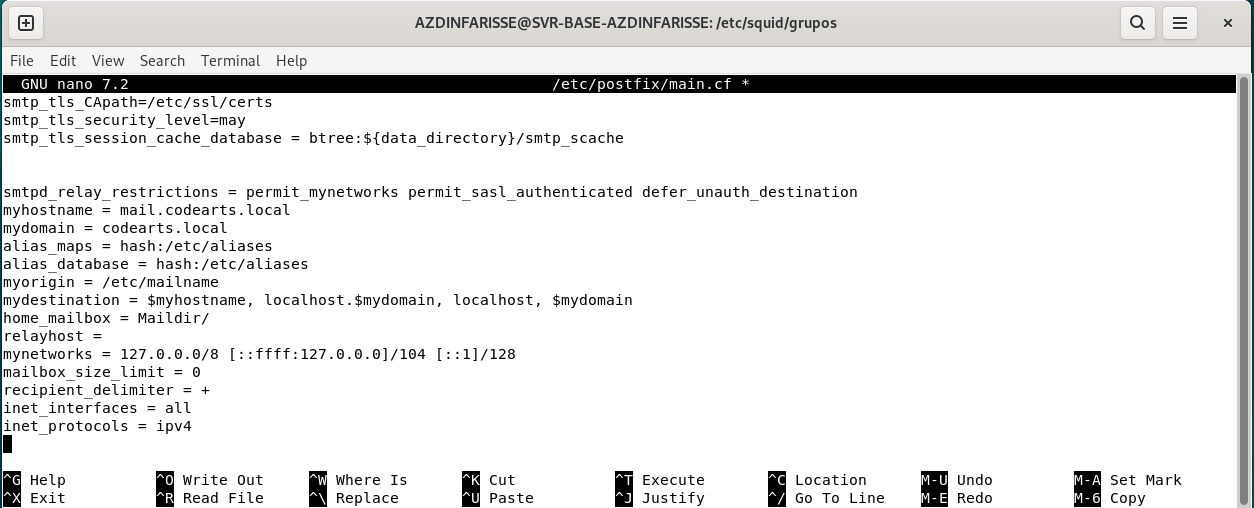 AZDINFARISSE@SVR-BASE-AZDINFARISSE: /etc/squid/grupos
File Edit View Search Terminal Help
GNU nano 7.2 /etc/postfix/main.cf *
smtp_tls_CApath=/etc/ssl/certs
smtp_tls_security_level=may
smtp_tls_session_cache_database = btree:${data_directory}/smtp_scache
smtpd_relay_restrictions = permit_mynetworks permit_sasl_authenticated defer_unauth_destination
myhostname = mail.codearts.local
mydomain = codearts.local
alias_maps = hash:/etc/aliases
alias_database = hash:/etc/aliases
myorigin = /etc/mailname
mydestination = $myhostname, localhost.$mydomain, localhost, $mydomain
home_mailbox = Maildir/
relayhost =
mynetworks = 127.0.0.0/8 [::ffff:127.0.0.0]/104 [::1]/128
mailbox_size_limit = 0
recipient_delimiter = +
inet_interfaces = all
inet_protocols = ipv4
^G Help ^O Write Out ^W Where Is ^K Cut ^T Execute ^C Location M-U Undo M-A Set Mark
^X Exit ^R Read File ^\ Replace ^U Paste ^J Justify ^/ Go To Line M-E Redo M-6 Copy